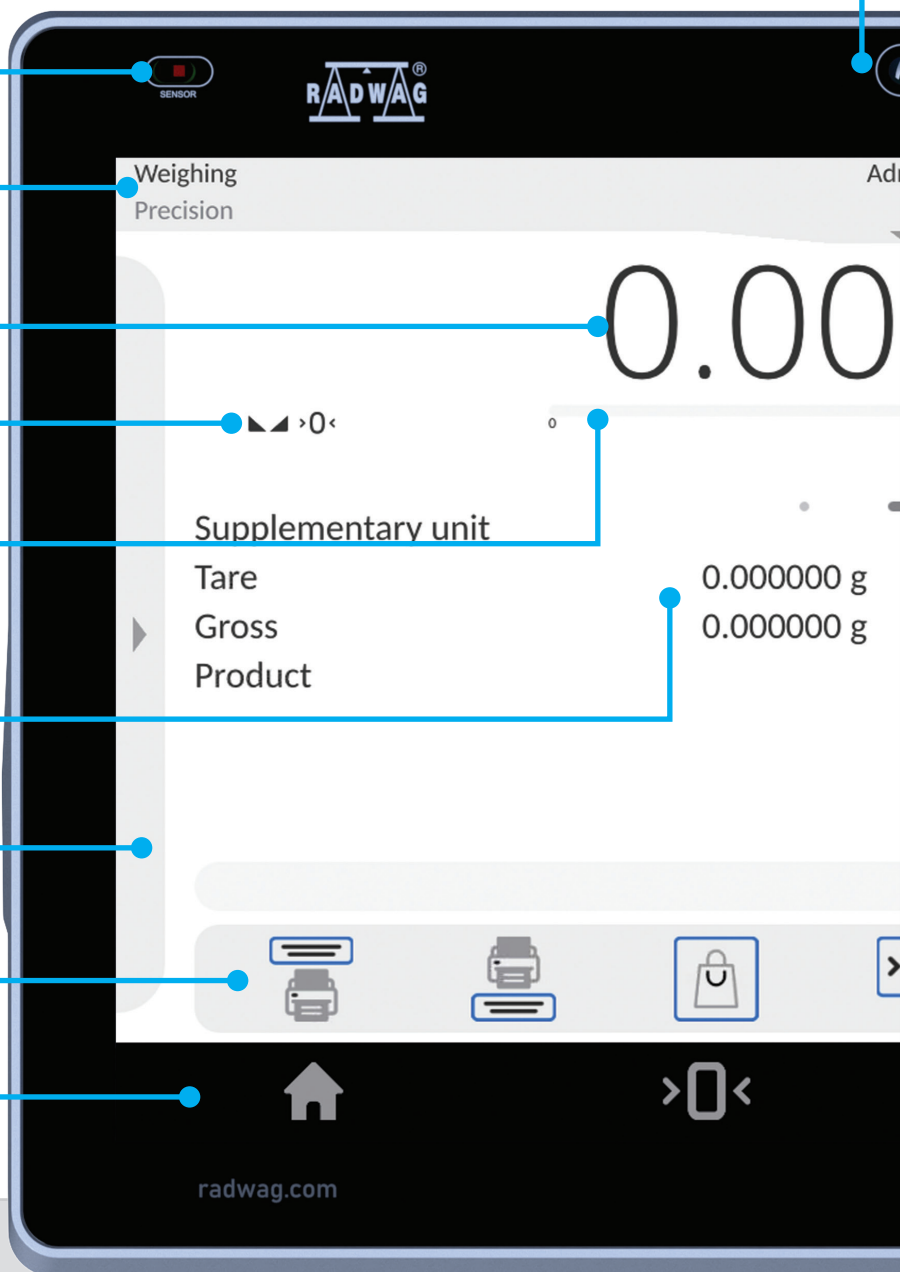 SENSOR
RADWAG®
Weighing
Precision
0.00
>0<
0
Supplementary unit
Tare 0.000000 g
Gross 0.000000 g
Product
>0<
radwag.com